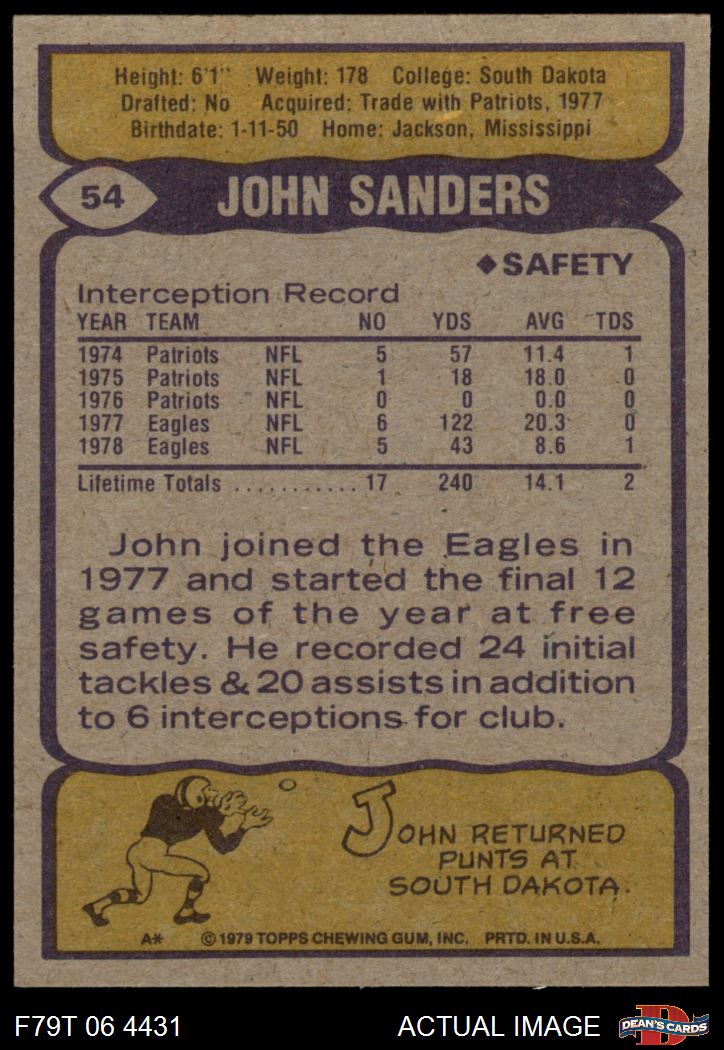 Height: 6'1" Weight: 178 College: South Dakota
Drafted: No Acquired: Trade with Patriots, 1977
Birthdate: 1-11-50 Home: Jackson, Mississippi
54 JOHN SANDERS
◆SAFETY
Interception Record
YEAR TEAM NO YDS AVG TDS
1974 Patriots NFL 5 57 11.4 1
1975 Patriots NFL 1 18 18.0 0
1976 Patriots NFL 0 0 0.0 0
1977 Eagles NFL 6 122 20.3 0
1978 Eagles NFL 5 43 8.6 1
Lifetime Totals ........... 17 240 14.1 2
John joined the Eagles in
1977 and started the final 12
games of the year at free
safety. He recorded 24 initial
tackles & 20 assists in addition
to 6 interceptions for club.
JOHN RETURNED
PUNTS AT
SOUTH DAKOTA.
A* © 1979 TOPPS CHEWING GUM, INC. PRTD. IN U.S.A.
F79T 06 4431 ACTUAL IMAGE D DEAN'S CARDS